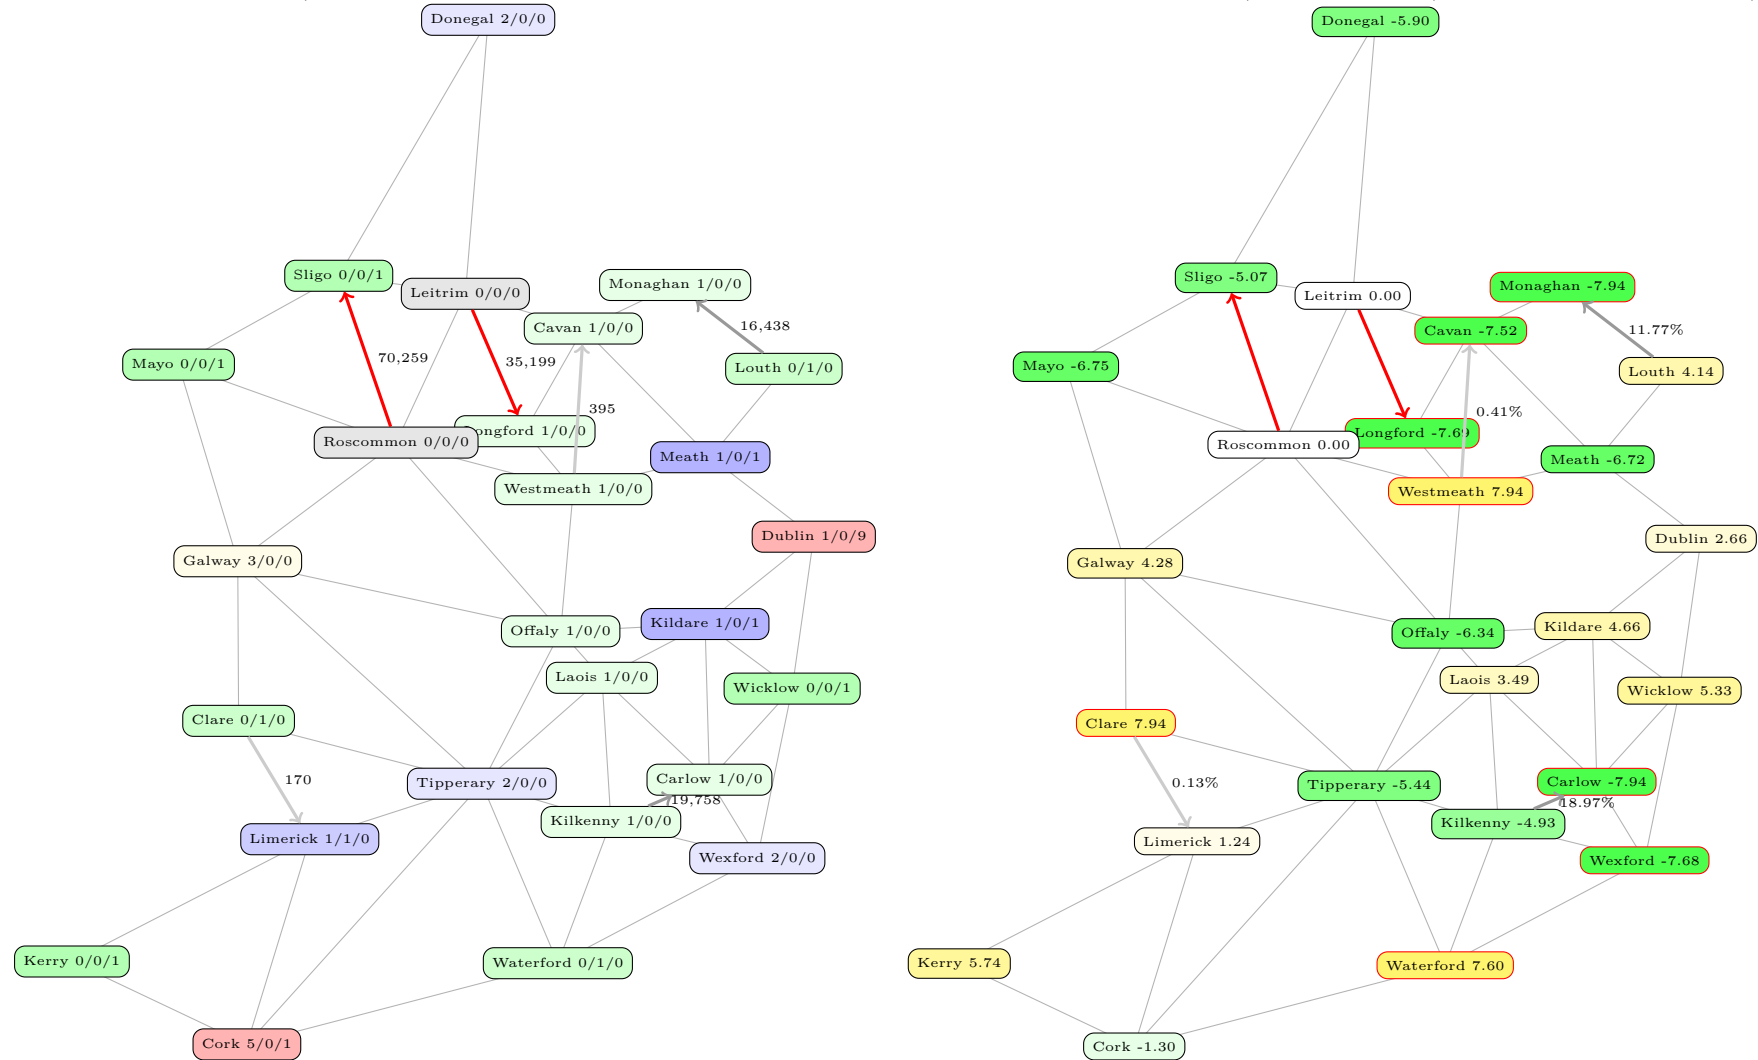 Donegal 2/0/0
Sligo 0/0/1
Leitrim 0/0/0
Monaghan 1/0/0
Cavan 1/0/0
16,438
70,259
35,199
Mayo 0/0/1
Louth 0/1/0
395
Longford 1/0/0
Roscommon 0/0/0
Meath 1/0/1
Westmeath 1/0/0
Dublin 1/0/9
Galway 3/0/0
Offaly 1/0/0
Kildare 1/0/1
Laois 1/0/0
Wicklow 0/0/1
Clare 0/1/0
170
Tipperary 2/0/0
Carlow 1/0/0
19,758
Kilkenny 1/0/0
Limerick 1/1/0
Wexford 2/0/0
Kerry 0/0/1
Waterford 0/1/0
Cork 5/0/1
Donegal -5.90
Sligo -5.07
Leitrim 0.00
Monaghan -7.94
Cavan -7.52
11.77%
Mayo -6.75
Louth 4.14
0.41%
Longford -7.69
Roscommon 0.00
Meath -6.72
Westmeath 7.94
Dublin 2.66
Galway 4.28
Offaly -6.34
Kildare 4.66
Laois 3.49
Wicklow 5.33
Clare 7.94
0.13%
Tipperary -5.44
Carlow -7.94
18.97%
Kilkenny -4.93
Limerick 1.24
Wexford -7.68
Kerry 5.74
Waterford 7.60
Cork -1.30